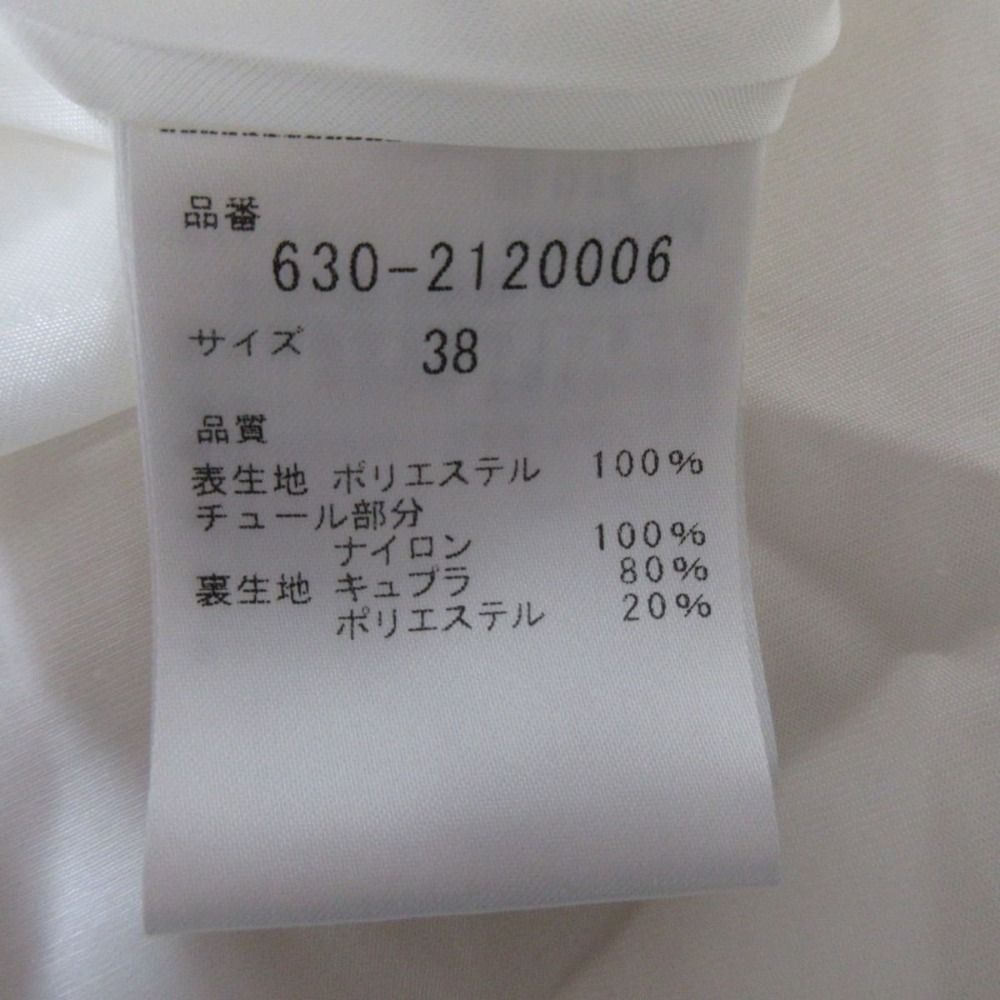 品番
630-2120006
サイズ 38
品質
表生地 ポリエステル 100%
チュール部分
ナイロン 100%
裏生地 キュプラ 80%
ポリエステル 20%